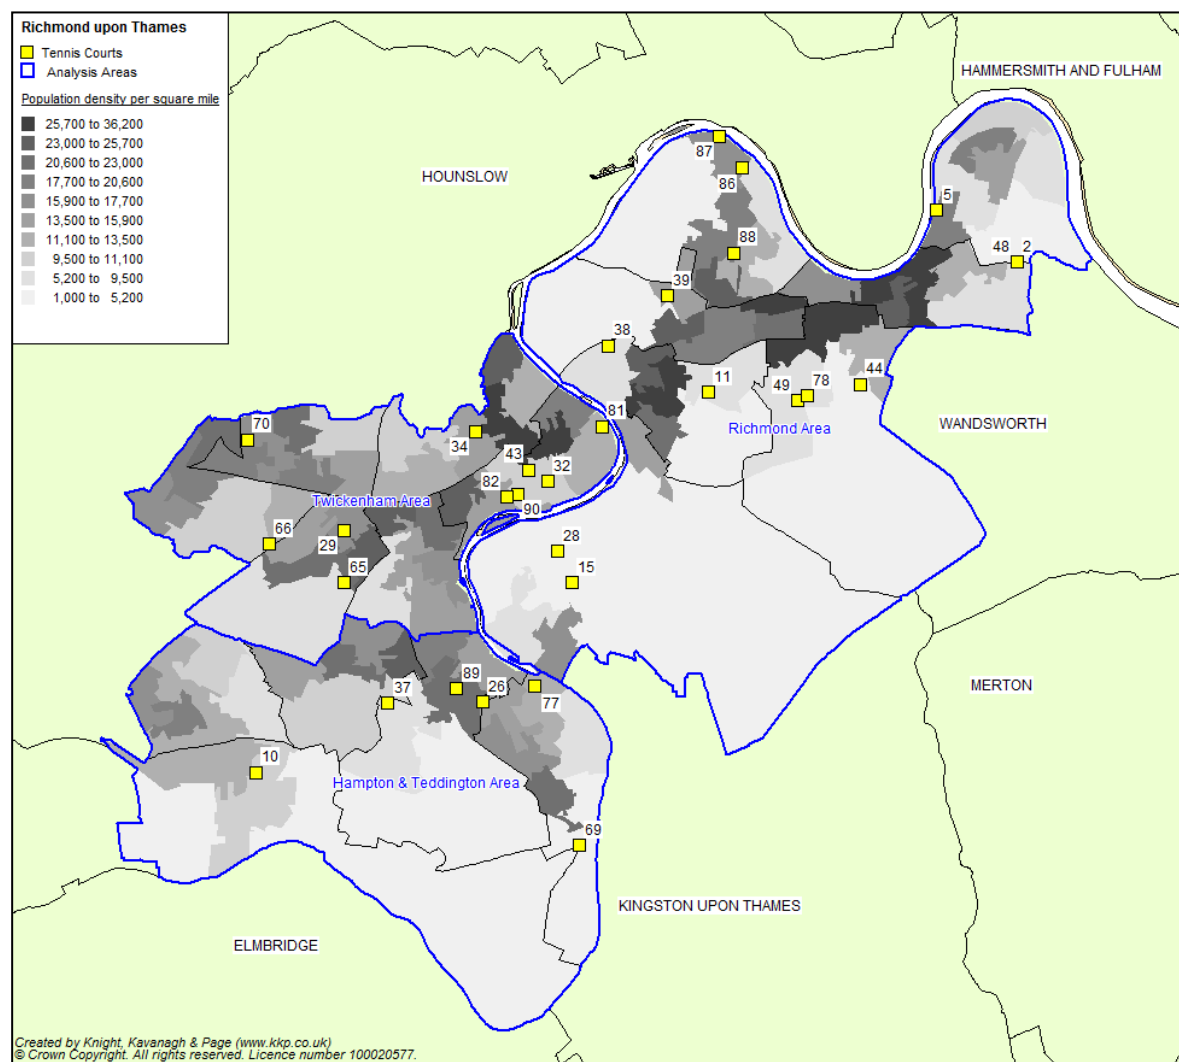 Richmond upon Thames
Tennis Courts
Analysis Areas
Population density per square mile
25,700 to 36,200
23,000 to 25,700
20,600 to 23,000
17,700 to 20,600
15,900 to 17,700
13,500 to 15,900
11,100 to 13,500
9,500 to 11,100
5,200 to 9,500
1,000 to 5,200
HAMMERSMITH AND FULHAM
87
HOUNSLOW
86
5
88
48 2
39
38
11
49 78
44
81
Richmond Area
WANDSWORTH
70
34
43
32
82
Twickenham Area
90
66
29
28
65
15
MERTON
89
37
26
77
10
Hampton & Teddington Area
69
KINGSTON UPON THAMES
ELMBRIDGE
Created by Knight, Kavanagh & Page (www.kkp.co.uk)
© Crown Copyright. All rights reserved. Licence number 100020577.